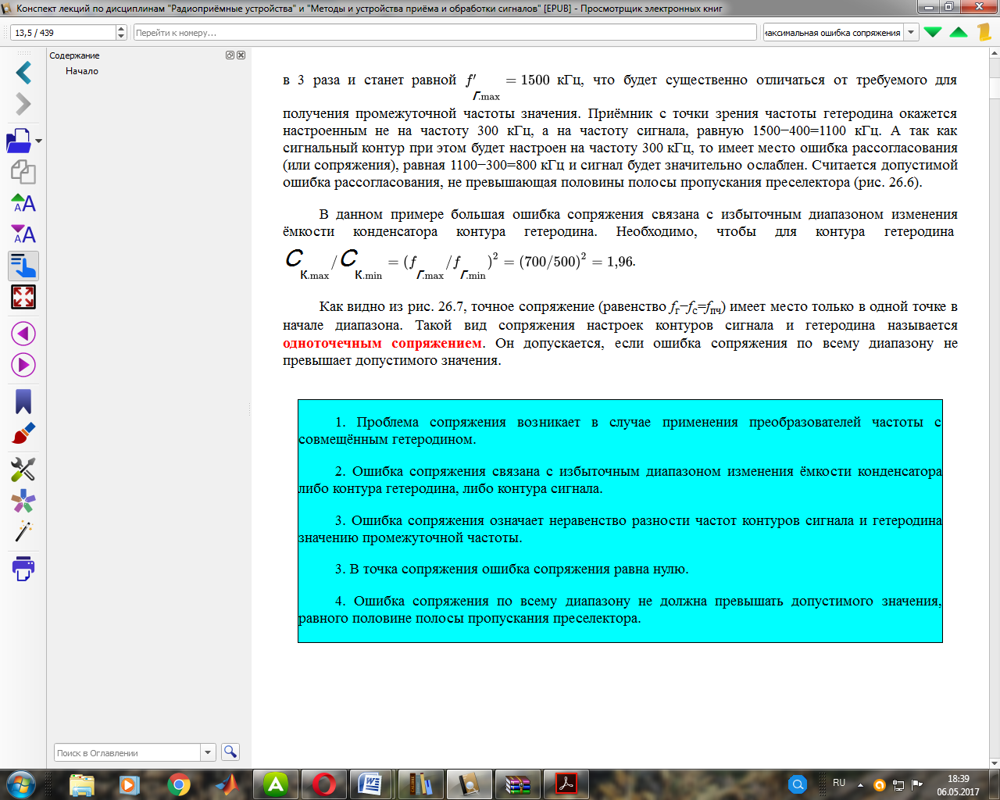 Конспект лекций по дисциплинам "Радиоприёмные устройства" и "Методы и устройства приёма и обработки сигналов" [EPUB] - Просмотрщик электронных книг
13,5 / 439
Перейти к номеру...
лаксимальная ошибка сопряжения
Содержание
Начало
в 3 раза и станет равной f′г.max = 1500 кГц, что будет существенно отличаться от требуемого для
получения промежуточной частоты значения. Приёмник с точки зрения частоты гетеродина окажется
настроенным не на частоту 300 кГц, а на частоту сигнала, равную 1500−400=1100 кГц. А так как
сигнальный контур при этом будет настроен на частоту 300 кГц, то имеет место ошибка рассогласования
(или сопряжения), равная 1100−300=800 кГц и сигнал будет значительно ослаблен. Считается допустимой
ошибка рассогласования, не превышающая половины полосы пропускания преселектора (рис. 26.6).
В данном примере большая ошибка сопряжения связана с избыточным диапазоном изменения
ёмкости конденсатора контура гетеродина. Необходимо, чтобы для контура гетеродина
Cк.max/Cк.min = (fг.max/fг.min)² = (700/500)² = 1,96.
Как видно из рис. 26.7, точное сопряжение (равенство fг−fс=fпч) имеет место только в одной точке в
начале диапазона. Такой вид сопряжения настроек контуров сигнала и гетеродина называется
одноточечным сопряжением. Он допускается, если ошибка сопряжения по всему диапазону не
превышает допустимого значения.
1. Проблема сопряжения возникает в случае применения преобразователей частоты с
совмещённым гетеродином.
2. Ошибка сопряжения связана с избыточным диапазоном изменения ёмкости конденсатора
либо контура гетеродина, либо контура сигнала.
3. Ошибка сопряжения означает неравенство разности частот контуров сигнала и гетеродина
значению промежуточной частоты.
3. В точка сопряжения ошибка сопряжения равна нулю.
4. Ошибка сопряжения по всему диапазону не должна превышать допустимого значения,
равного половине полосы пропускания преселектора.
Поиск в Оглавлении
RU
18:39
06.05.2017